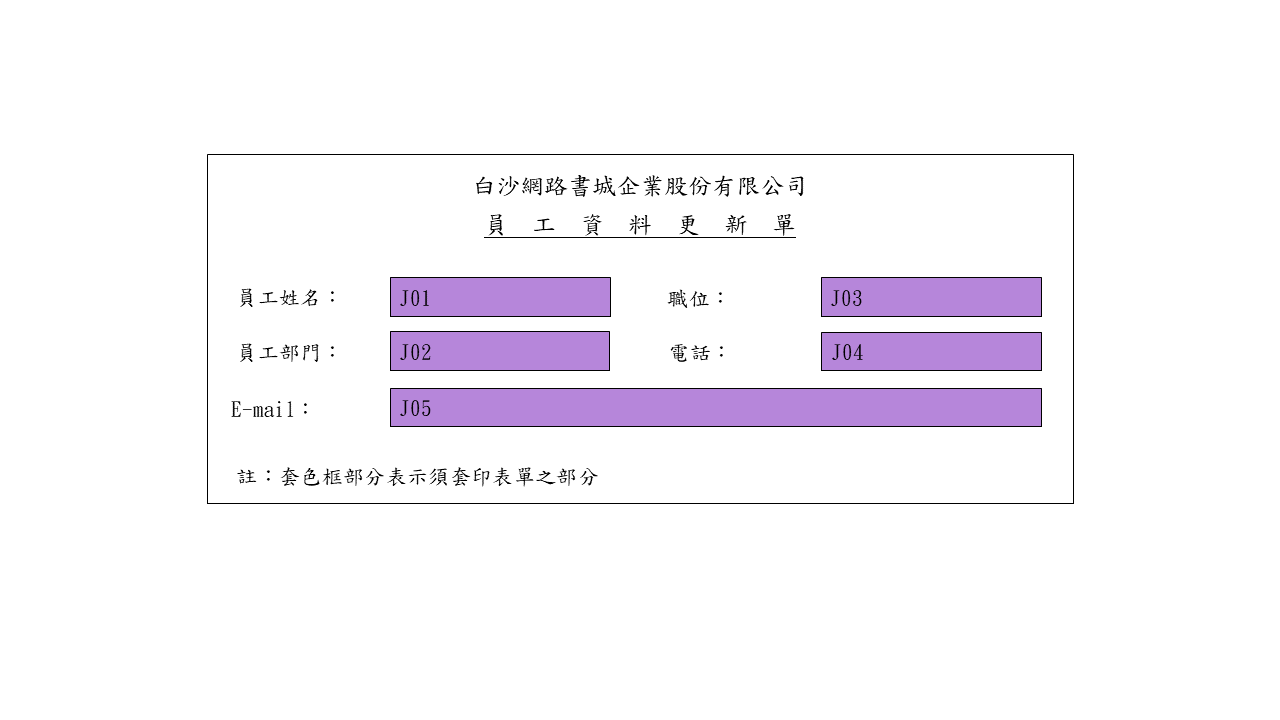 白沙網路書城企業股份有限公司
員 工 資 料 更 新 單
員工姓名： J01 職位： J03
員工部門： J02 電話： J04
E-mail： J05
註：套色框部分表示須套印表單之部分